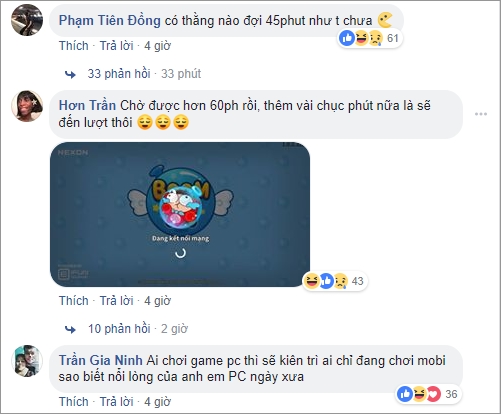 Phạm Tiên Đồng có thằng nào đợi 45phut như t chưa
61
Thích · Trả lời · 4 giờ
33 phản hồi · 33 phút
Hơn Trần Chờ được hơn 60ph rồi, thêm vài chục phút nữa là sẽ
đến lượt thôi
NEXON
BOOM
Đang kết nối mạng
43
Thích · Trả lời · 4 giờ
10 phản hồi · 2 giờ
Trần Gia Ninh Ai chơi game pc thì sẽ kiên trì ai chỉ đang chơi mobi
sao biết nổi lòng của anh em PC ngày xưa
36
Thích · Trả lời · 4 giờ